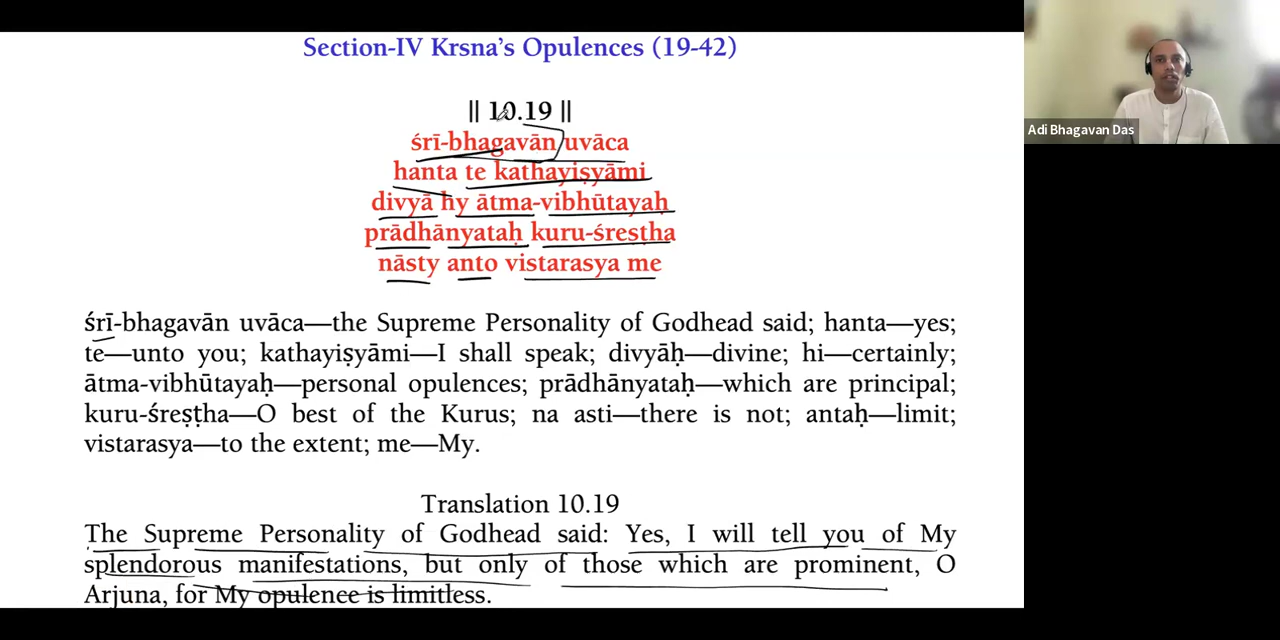 Section-IV Krsna's Opulences (19-42)
|| 10.19 ||
śrī-bhagavān uvāca
hanta te kathayiṣyāmi
divyā hy ātma-vibhūtayaḥ
prādhānyataḥ kuru-śreṣṭha
nāsty anto vistarasya me
śrī-bhagavān uvāca—the Supreme Personality of Godhead said; hanta—yes;
te—unto you; kathayiṣyāmi—I shall speak; divyāḥ—divine; hi—certainly;
ātma-vibhūtayaḥ—personal opulences; prādhānyataḥ—which are principal;
kuru-śreṣṭha—O best of the Kurus; na asti—there is not; antaḥ—limit;
vistarasya—to the extent; me—My.
Translation 10.19
The Supreme Personality of Godhead said: Yes, I will tell you of My
splendorous manifestations, but only of those which are prominent, O
Arjuna, for My opulence is limitless.
Adi Bhagavan Das